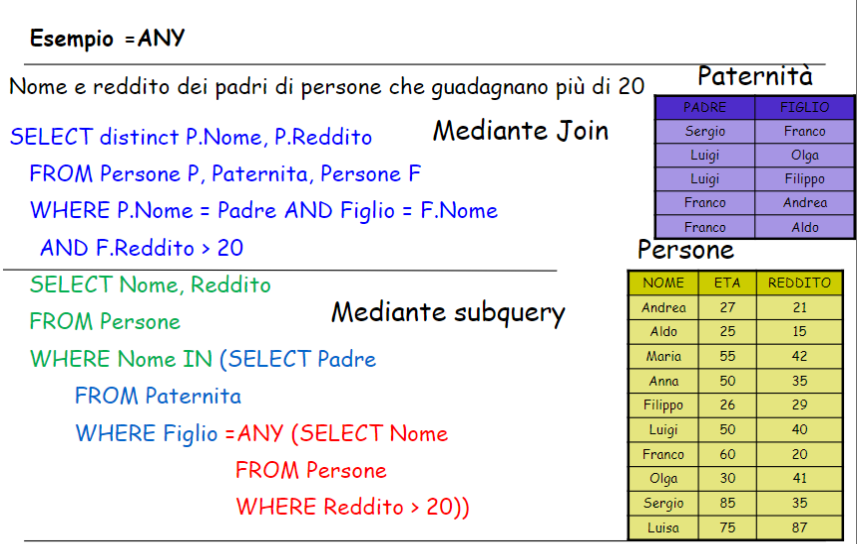 Esempio =ANY
Nome e reddito dei padri di persone che guadagnano più di 20
SELECT distinct P.Nome, P.Reddito
FROM Persone P, Paternita, Persone F
WHERE P.Nome = Padre AND Figlio = F.Nome
AND F.Reddito > 20
Mediante Join
SELECT Nome, Reddito
FROM Persone
WHERE Nome IN (SELECT Padre
FROM Paternita
WHERE Figlio =ANY (SELECT Nome
FROM Persone
WHERE Reddito > 20))
Mediante subquery
Paternità
PADRE FIGLIO
Sergio Franco
Luigi Olga
Luigi Filippo
Franco Andrea
Franco Aldo
Persone
NOME ETA REDDITO
Andrea 27 21
Aldo 25 15
Maria 55 42
Anna 50 35
Filippo 26 29
Luigi 50 40
Franco 60 20
Olga 30 41
Sergio 85 35
Luisa 75 87